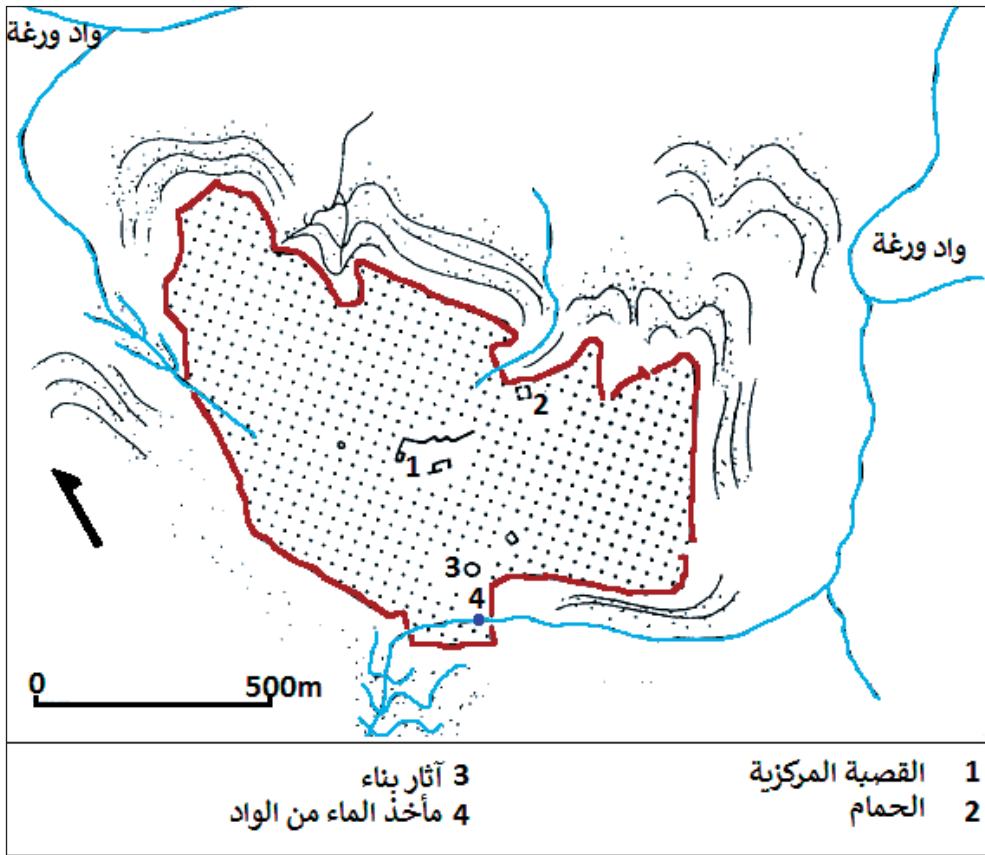 واد ورغة
واد ورغة
2
1
3
4
0 500m
1 القصبة المركزية
2 الحمام
3 آثار بناء
4 مأخذ الماء من الواد